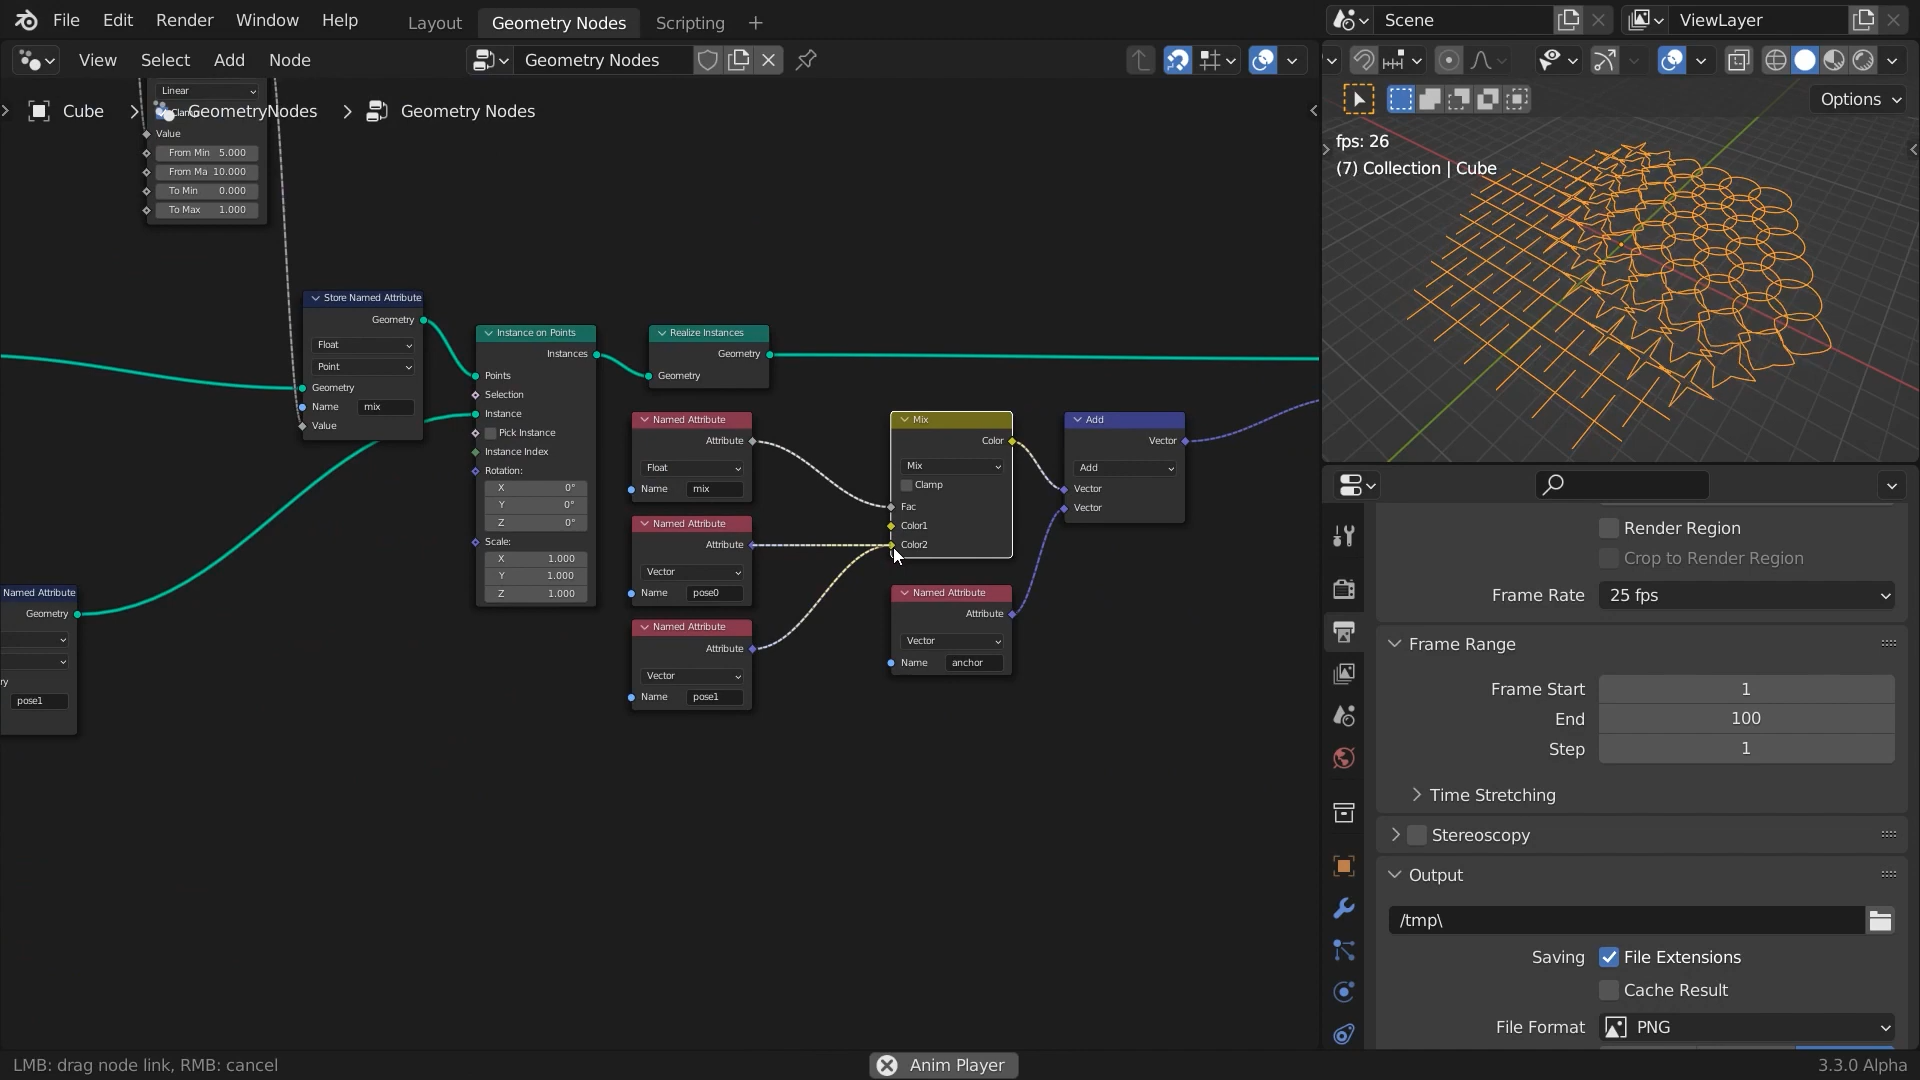 File Edit Render Window Help
Layout Geometry Nodes Scripting
Scene
ViewLayer
View Select Add Node
Geometry Nodes
Options
Cube GeometryNodes Geometry Nodes
fps: 26
(7) Collection | Cube
Linear
Value
From Min 5.000
From Ma 10.000
To Min 0.000
To Max 1.000
Store Named Attribute
Geometry
Float
Point
Geometry
Name mix
Value
Instance on Points
Instances
Points
Selection
Instance
Pick Instance
Instance Index
Rotation:
X 0°
Y 0°
Z 0°
Scale:
X 1.000
Y 1.000
Z 1.000
Realize Instances
Geometry
Geometry
Named Attribute
Attribute
Float
Name mix
Named Attribute
Attribute
Vector
Name pose0
Named Attribute
Attribute
Vector
Name pose1
Mix
Color
Mix
Clamp
Fac
Color1
Color2
Named Attribute
Attribute
Vector
Name anchor
Add
Vector
Add
Vector
Vector
Named Attribute
Geometry
ry
pose1
Render Region
Crop to Render Region
Frame Rate 25 fps
Frame Range
Frame Start 1
End 100
Step 1
Time Stretching
Stereoscopy
Output
/tmp\
Saving File Extensions
Cache Result
File Format PNG
LMB: drag node link, RMB: cancel
Anim Player
3.3.0 Alpha